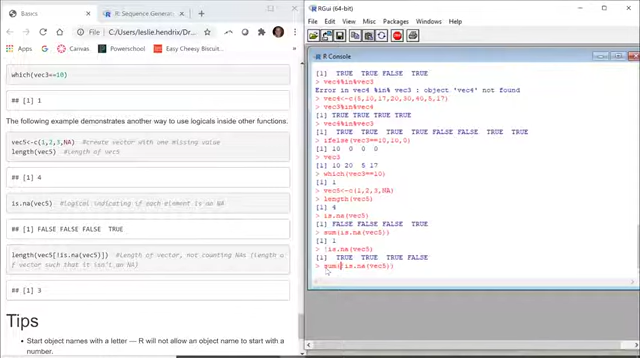 Basics
R: Sequence Generat
File | C:/Users/leslie.hendrix/Dr...
Apps
Q
Canvas
Powerschool
Easy Cheesy Biscuit...
which(vec3==10)
## [1] 1
The following example demonstrates another way to use logicals inside other functions.
vec5<-c(1,2,3,NA) #create vector with one missing value
length(vec5) #Length of vec5
## [1] 4
is.na(vec5) #logical indicating if each element is an NA
## [1] FALSE FALSE FALSE TRUE
length(vec5[!is.na(vec5)]) #Length of vector, not counting NAs (length o
f vector such that it isn't an NA)
## [1] 3
Tips
• Start object names with a letter — R will not allow an object name to start with a
number.
RGui (64-bit)
File Edit View Misc Packages Windows Help
R Console
[1] TRUE TRUE FALSE TRUE
> vec4%in%vec3
Error in vec4 %in% vec3 : object 'vec4' not found
> vec4<-c(5,10,17,20,30,40,5,17)
> vec3%in%vec4
[1] TRUE TRUE TRUE TRUE
> vec4%in%vec3
[1] TRUE TRUE TRUE TRUE FALSE FALSE TRUE TRUE
> ifelse(vec3==10,10,0)
[1] 10 0 0 0
> vec3
[1] 10 20 5 17
> which(vec3==10)
[1] 1
> vec5<-c(1,2,3,NA)
> length(vec5)
[1] 4
> is.na(vec5)
[1] FALSE FALSE FALSE TRUE
> sum(is.na(vec5))
[1] 1
> !is.na(vec5)
[1] TRUE TRUE TRUE FALSE
> sum(!is.na(vec5))